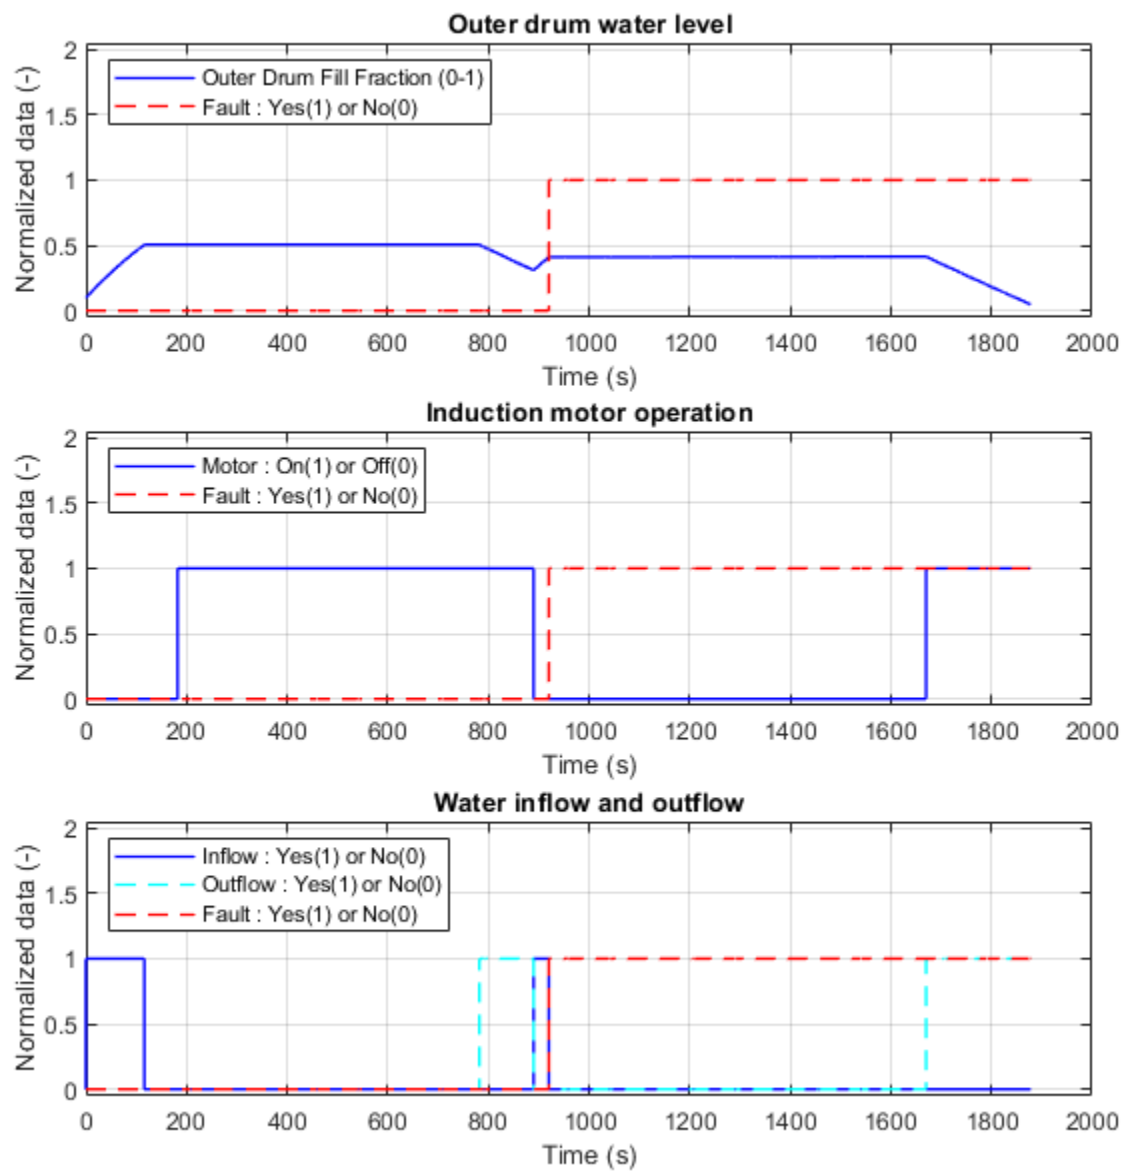 Outer drum water level
Normalized data (-)
2
1.5
1
0.5
0
Outer Drum Fill Fraction (0-1)
Fault : Yes(1) or No(0)
0 200 400 600 800 1000 1200 1400 1600 1800 2000
Time (s)
Induction motor operation
Normalized data (-)
2
1.5
1
0.5
0
Motor : On(1) or Off(0)
Fault : Yes(1) or No(0)
0 200 400 600 800 1000 1200 1400 1600 1800 2000
Time (s)
Water inflow and outflow
Normalized data (-)
2
1.5
1
0.5
0
Inflow : Yes(1) or No(0)
Outflow : Yes(1) or No(0)
Fault : Yes(1) or No(0)
0 200 400 600 800 1000 1200 1400 1600 1800 2000
Time (s)